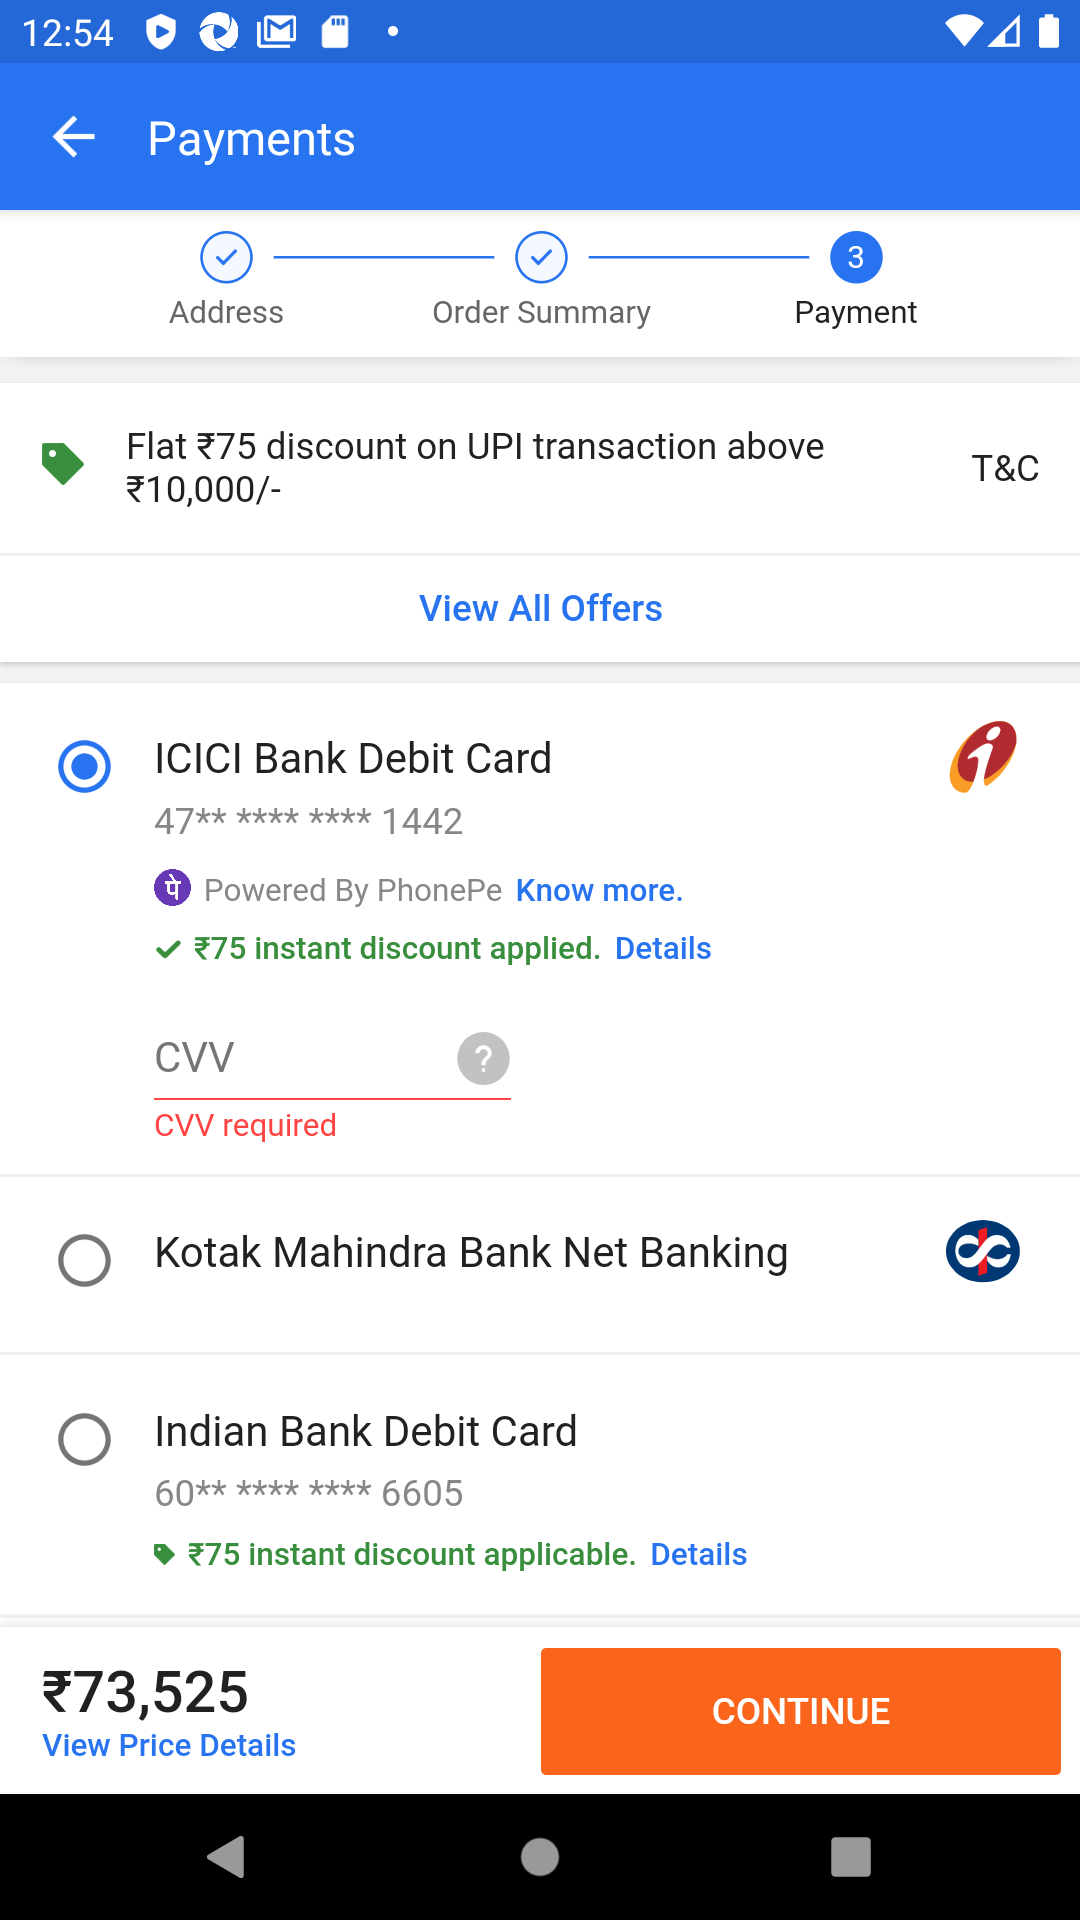 12:54
Payments
3
Address
Order Summary
Payment
Flat ₹75 discount on UPI transaction above
₹10,000/-
T&C
View All Offers
ICICI Bank Debit Card
47** **** **** 1442
पे Powered By PhonePe Know more.
₹75 instant discount applied. Details
CVV
?
CVV required
Kotak Mahindra Bank Net Banking
Indian Bank Debit Card
60** **** **** 6605
₹75 instant discount applicable. Details
₹73,525
View Price Details
CONTINUE